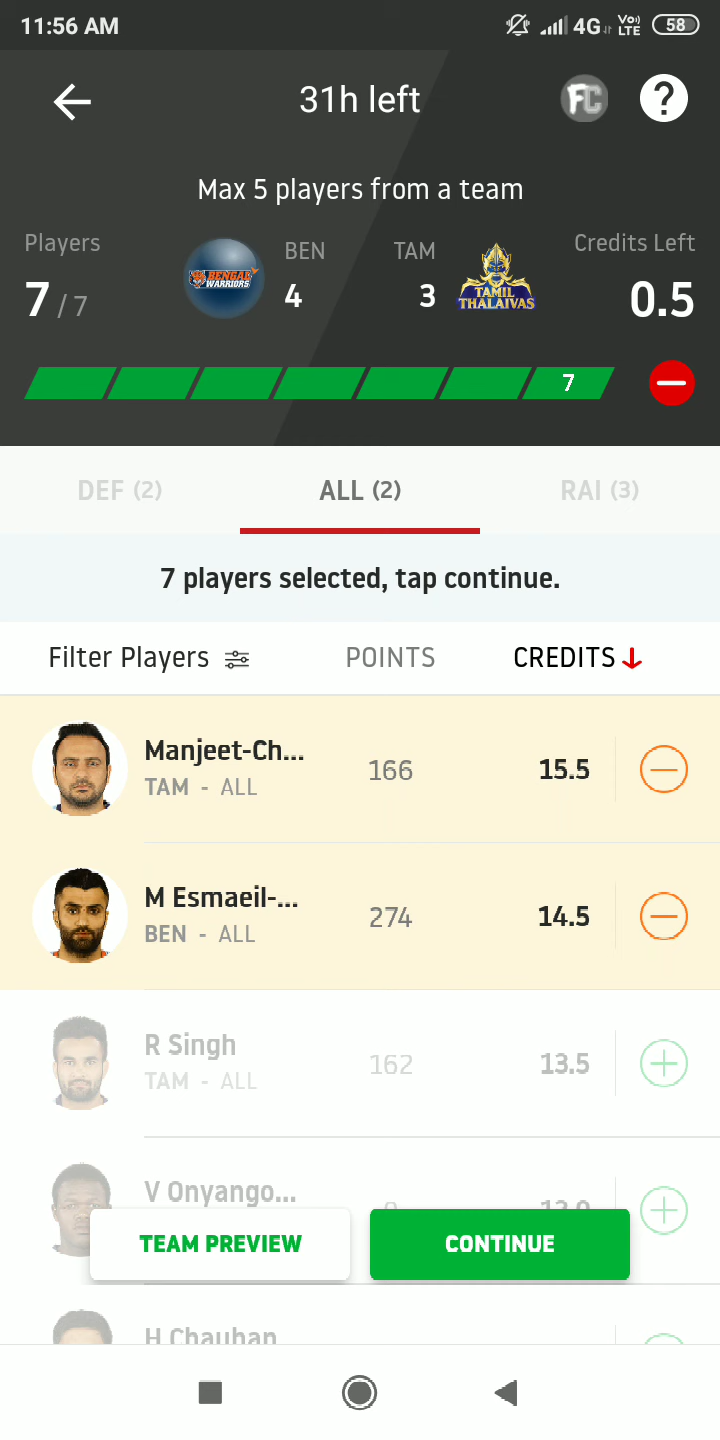 11:56 AM
4G
Vo)) LTE
58
31h left
FC
?
Max 5 players from a team
Players
BEN
TAM
Credits Left
7 / 7
BENGAL WARRIORS
4
3
TAMIL THALAIVAS
0.5
7
DEF (2)
ALL (2)
RAI (3)
7 players selected, tap continue.
Filter Players
POINTS
CREDITS
Manjeet-Ch...
166
15.5
TAM - ALL
M Esmaeil-...
274
14.5
BEN - ALL
R Singh
162
13.5
TAM - ALL
V Onyango...
TEAM PREVIEW
CONTINUE
H Chauhan